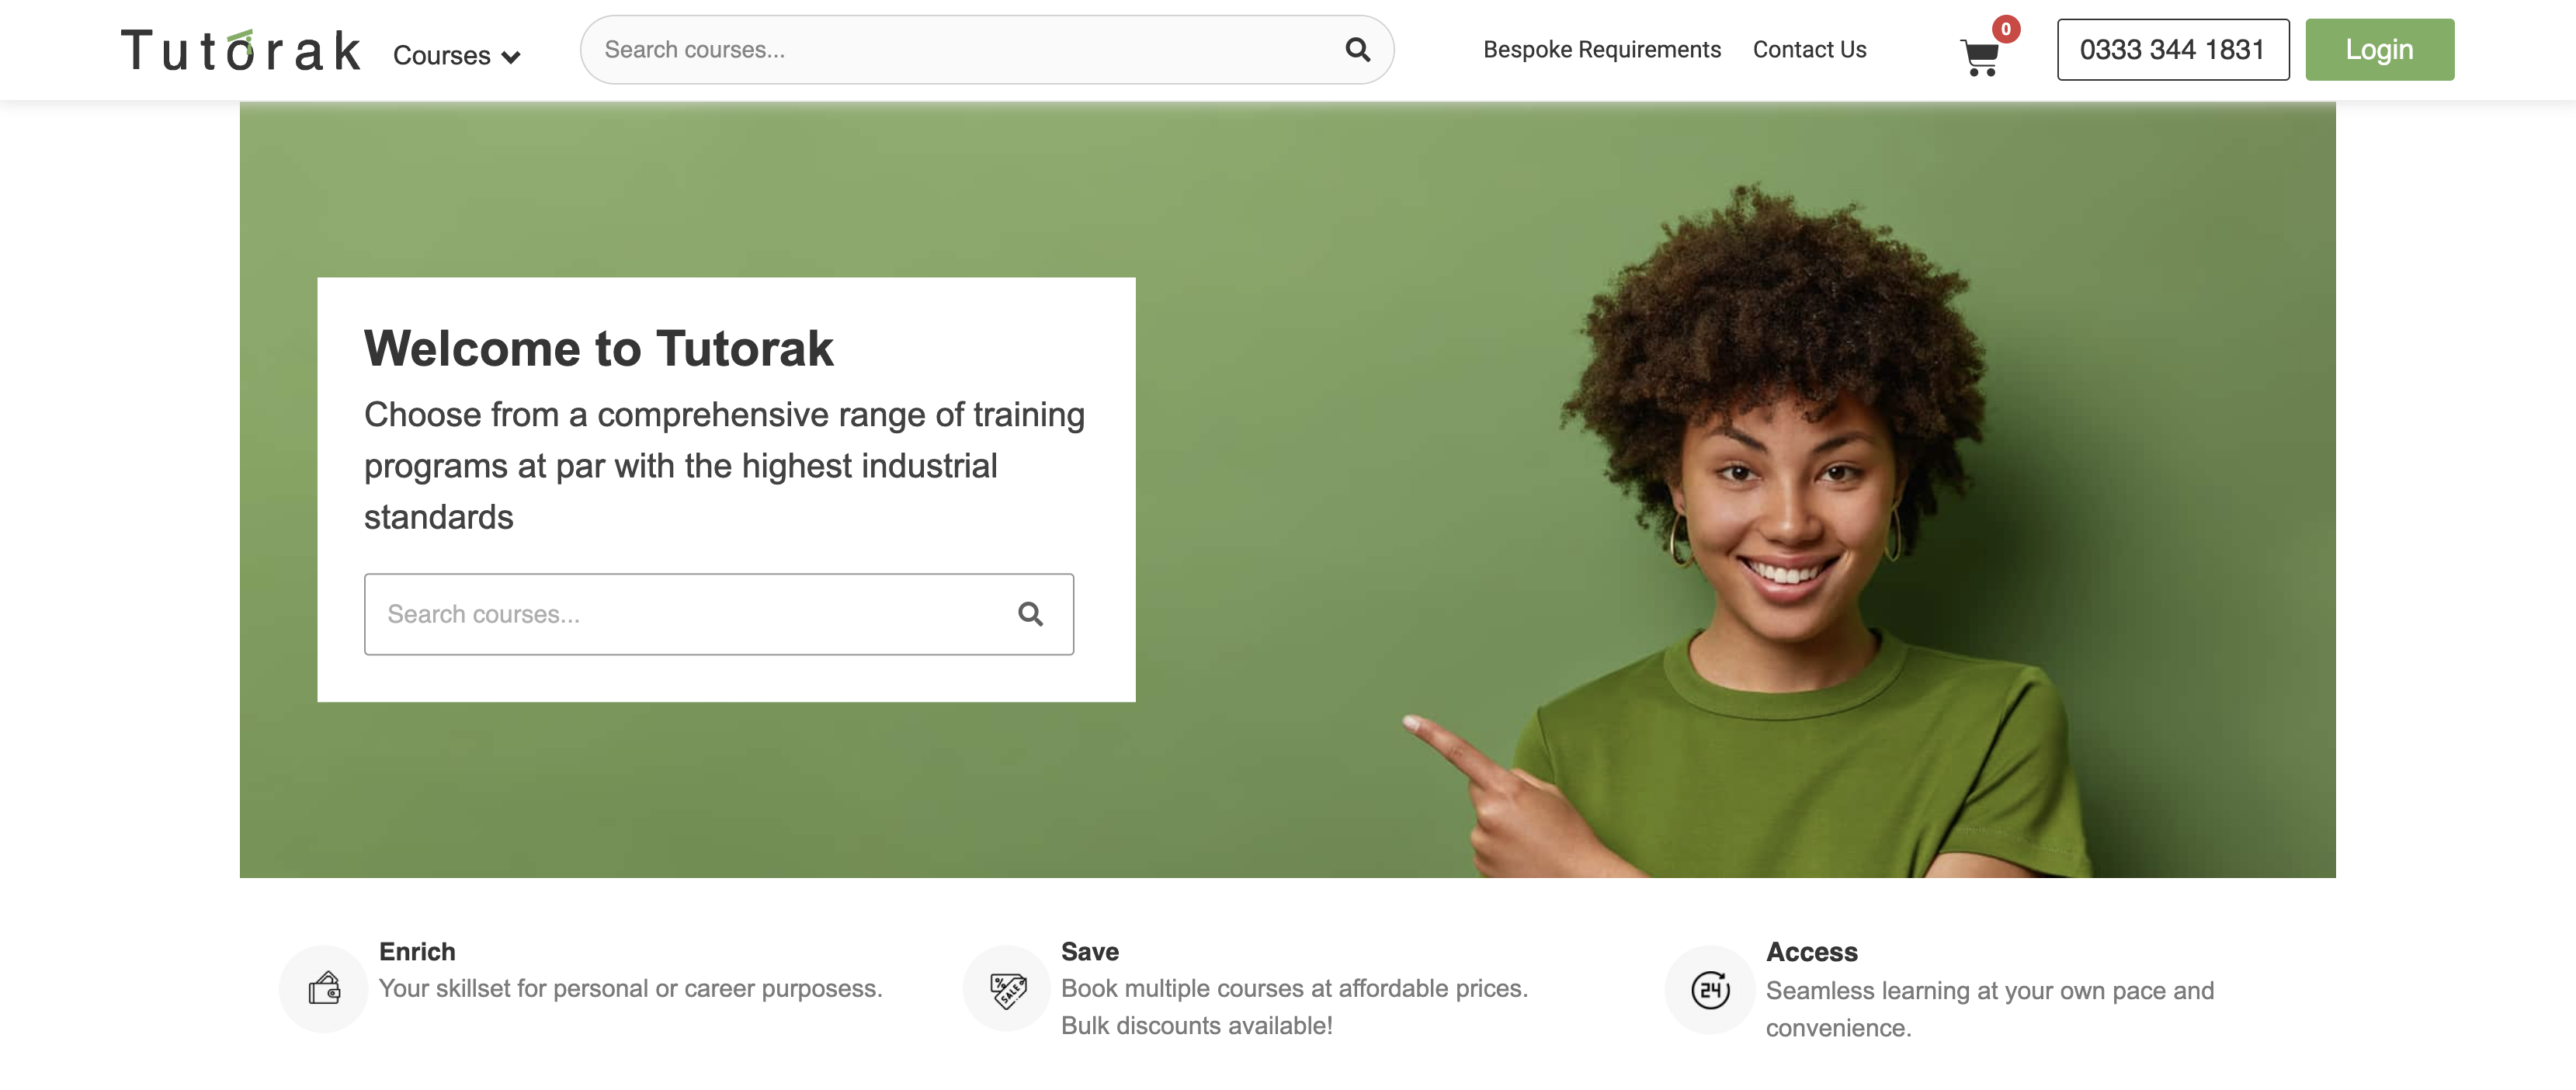 Tutorak
Courses
Search courses...
Bespoke Requirements
Contact Us
0
0333 344 1831
Login
Welcome to Tutorak
Choose from a comprehensive range of training
programs at par with the highest industrial
standards
Search courses...
Enrich
Your skillset for personal or career purposess.
%
SALE
Save
Book multiple courses at affordable prices.
Bulk discounts available!
24
Access
Seamless learning at your own pace and
convenience.